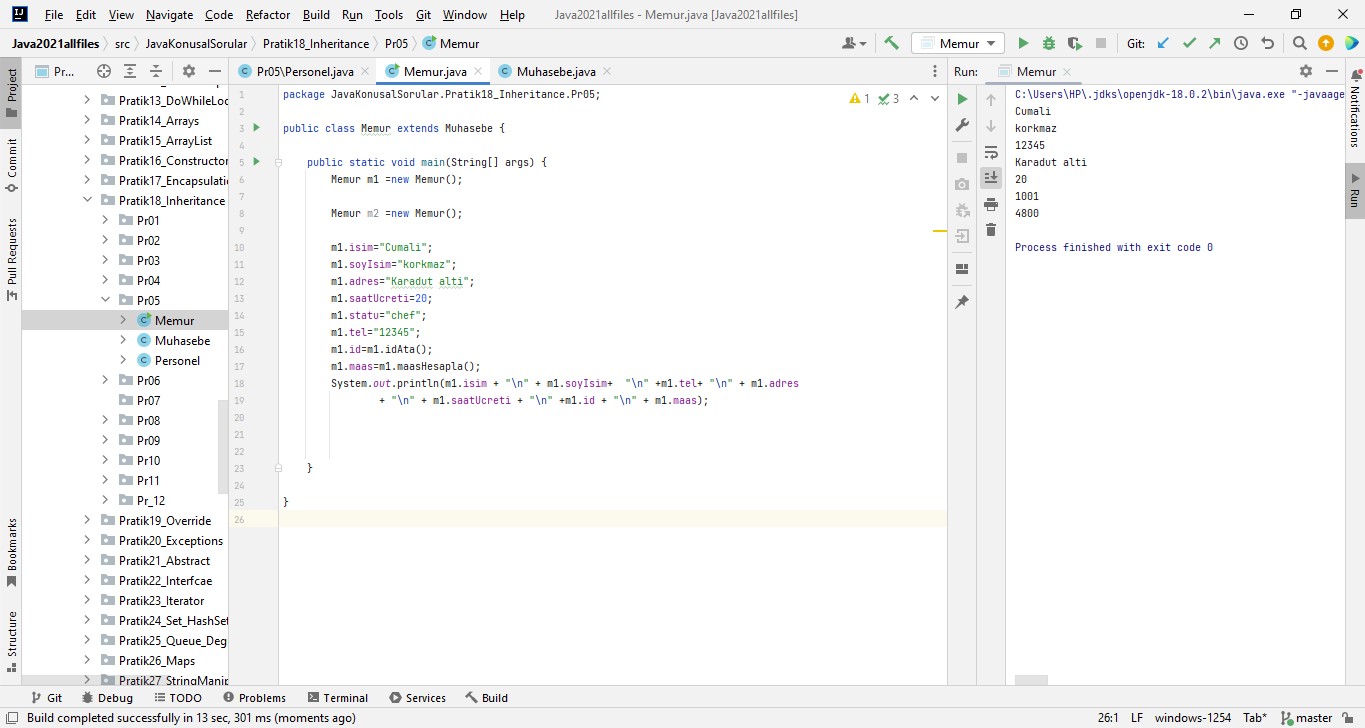 File Edit View Navigate Code Refactor Build Run Tools Git Window Help Java2021allfiles - Memur.java [Java2021allfiles]
Java2021allfiles src JavaKonusalSorular Pratik18_Inheritance Pr05 Memur Memur Git:
Pr... Pr05\Personel.java Memur.java Muhasebe.java Run: Memur
Project
Commit
Pull Requests
Bookmarks
Structure
Pratik13_DoWhileLoo
Pratik14_Arrays
Pratik15_ArrayList
Pratik16_Constructor
Pratik17_Encapsulati
Pratik18_Inheritance
Pr01
Pr02
Pr03
Pr04
Pr05
Memur
Muhasebe
Personel
Pr06
Pr07
Pr08
Pr09
Pr10
Pr11
Pr_12
Pratik19_Override
Pratik20_Exceptions
Pratik21_Abstract
Pratik22_Interfcae
Pratik23_Iterator
Pratik24_Set_HashSet
Pratik25_Queue_Deq
Pratik26_Maps
Pratik27_StringManip
1 package JavaKonusalSorular.Pratik18_Inheritance.Pr05;
1 3
2
3 public class Memur extends Muhasebe {
4
5 public static void main(String[] args) {
6 Memur m1 =new Memur();
7
8 Memur m2 =new Memur();
9
10 m1.isim="Cumali";
11 m1.soyIsim="korkmaz";
12 m1.adres="Karadut alti";
13 m1.saatUcreti=20;
14 m1.statu="chef";
15 m1.tel="12345";
16 m1.id=m1.idAta();
17 m1.maas=m1.maasHesapla();
18 System.out.println(m1.isim + "\n" + m1.soyIsim+ "\n" +m1.tel+ "\n" + m1.adres
19 + "\n" + m1.saatUcreti + "\n" +m1.id + "\n" + m1.maas);
20
21
22
23 }
24
25 }
26
C:\Users\HP\.jdks\openjdk-18.0.2\bin\java.exe "-javaage
Cumali
korkmaz
12345
Karadut alti
20
1001
4800
Process finished with exit code 0
Notifications
Run
Git Debug TODO Problems Terminal Services Build
Build completed successfully in 13 sec, 301 ms (moments ago) 26:1 LF windows-1254 Tab* master